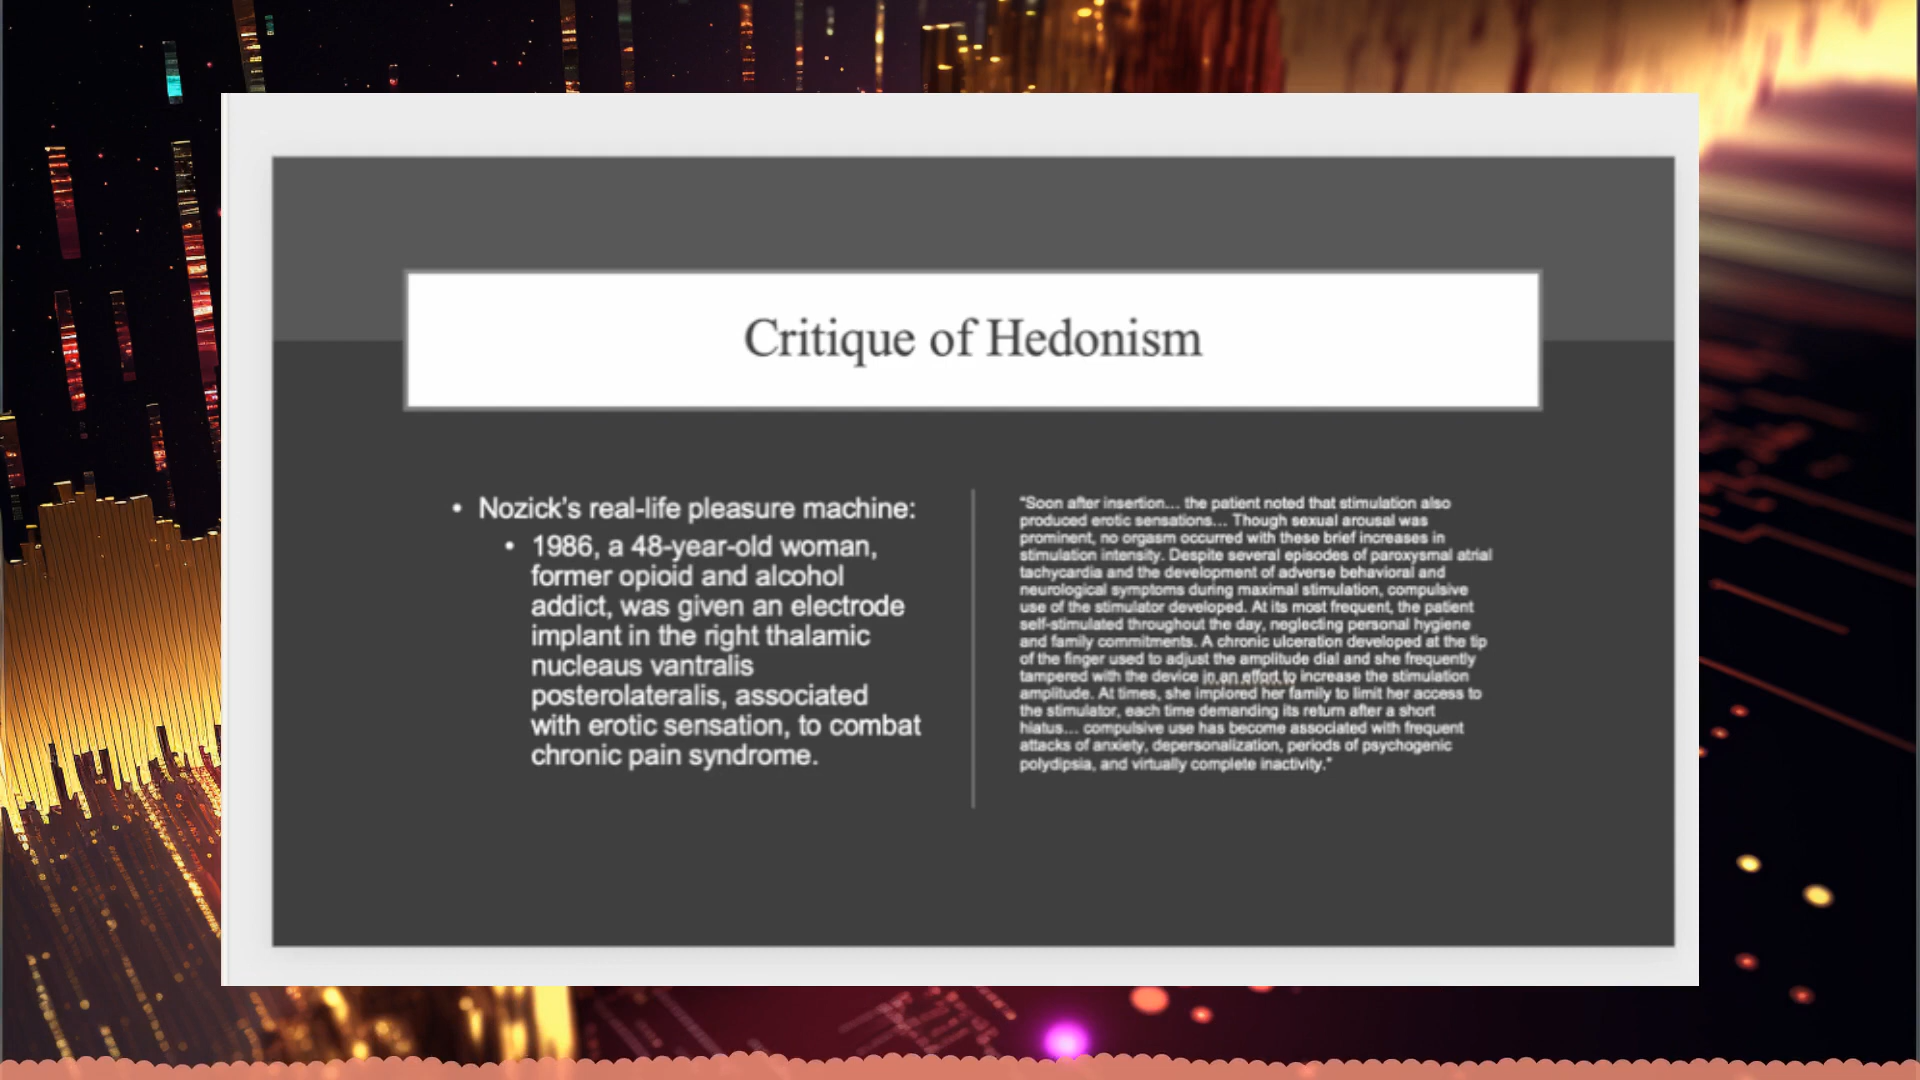 Critique of Hedonism
• Nozick's real-life pleasure machine:
• 1986, a 48-year-old woman,
former opioid and alcohol
addict, was given an electrode
implant in the right thalamic
nucleaus vantralis
posterolateralis, associated
with erotic sensation, to combat
chronic pain syndrome.
"Soon after insertion… the patient noted that stimulation also
produced erotic sensations… Though sexual arousal was
prominent, no orgasm occurred with these brief increases in
stimulation intensity. Despite several episodes of paroxysmal atrial
tachycardia and the development of adverse behavioral and
neurological symptoms during maximal stimulation, compulsive
use of the stimulator developed. At its most frequent, the patient
self-stimulated throughout the day, neglecting personal hygiene
and family commitments. A chronic ulceration developed at the tip
of the finger used to adjust the amplitude dial and she frequently
tampered with the device in an effort to increase the stimulation
amplitude. At times, she implored her family to limit her access to
the stimulator, each time demanding its return after a short
hiatus… compulsive use has become associated with frequent
attacks of anxiety, depersonalization, periods of psychogenic
polydipsia, and virtually complete inactivity."